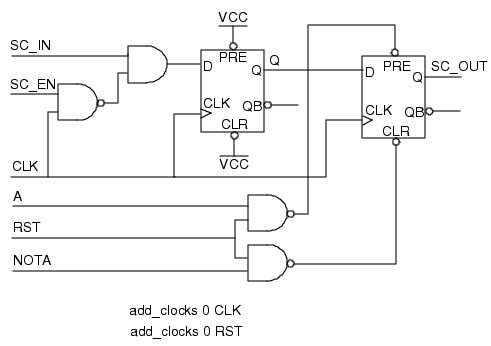 VCC
SC_IN
PRE
Q
D
Q
SC_EN
CLK
QB
CLR
VCC
PRE
SC_OUT
D
Q
CLK
QB
CLR
CLK
A
RST
NOTA
add_clocks 0 CLK
add_clocks 0 RST